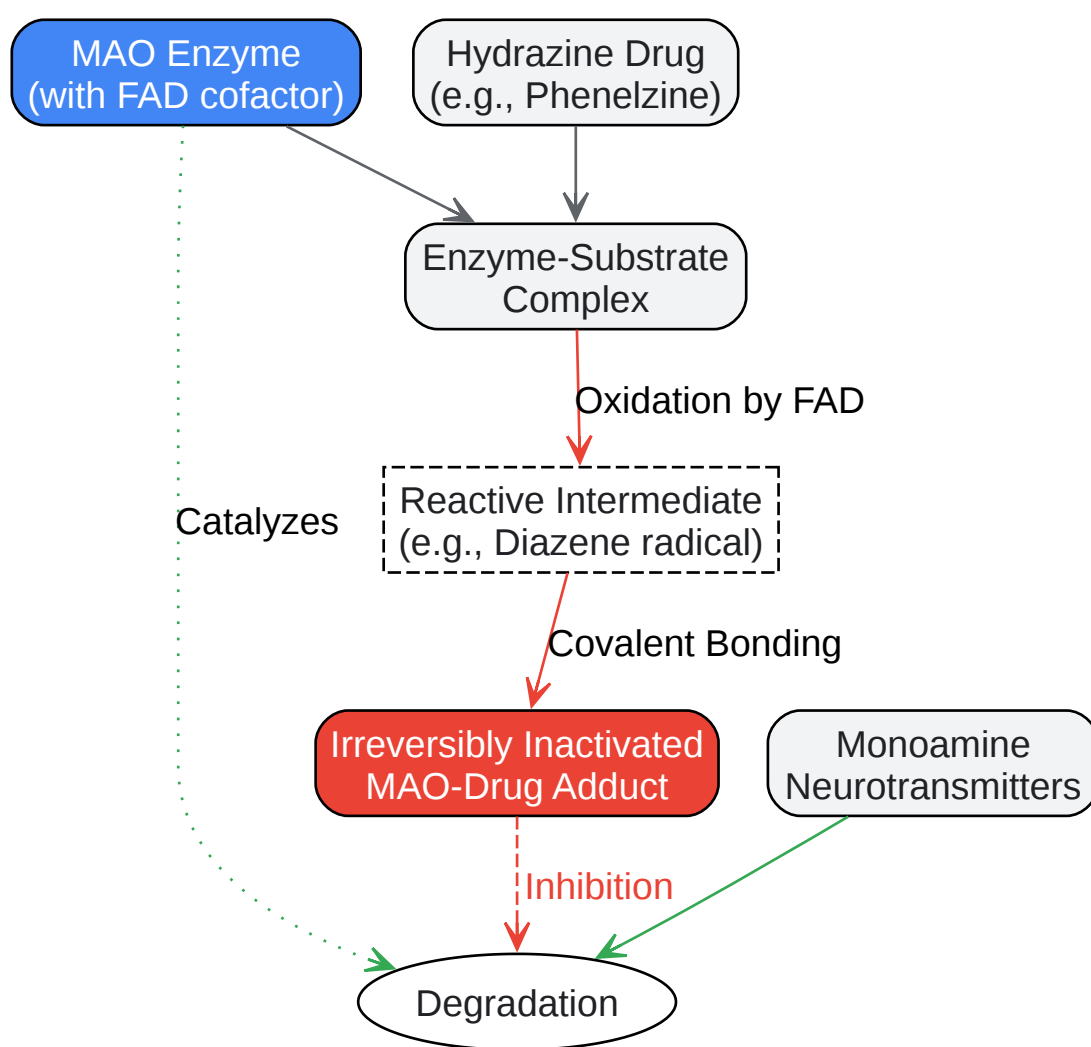 MAO Enzyme
(with FAD cofactor)
Hydrazine Drug
(e.g., Phenelzine)
Enzyme-Substrate
Complex
Oxidation by FAD
Reactive Intermediate
(e.g., Diazene radical)
Catalyzes
Covalent Bonding
Irreversibly Inactivated
MAO-Drug Adduct
Monoamine
Neurotransmitters
Inhibition
Degradation